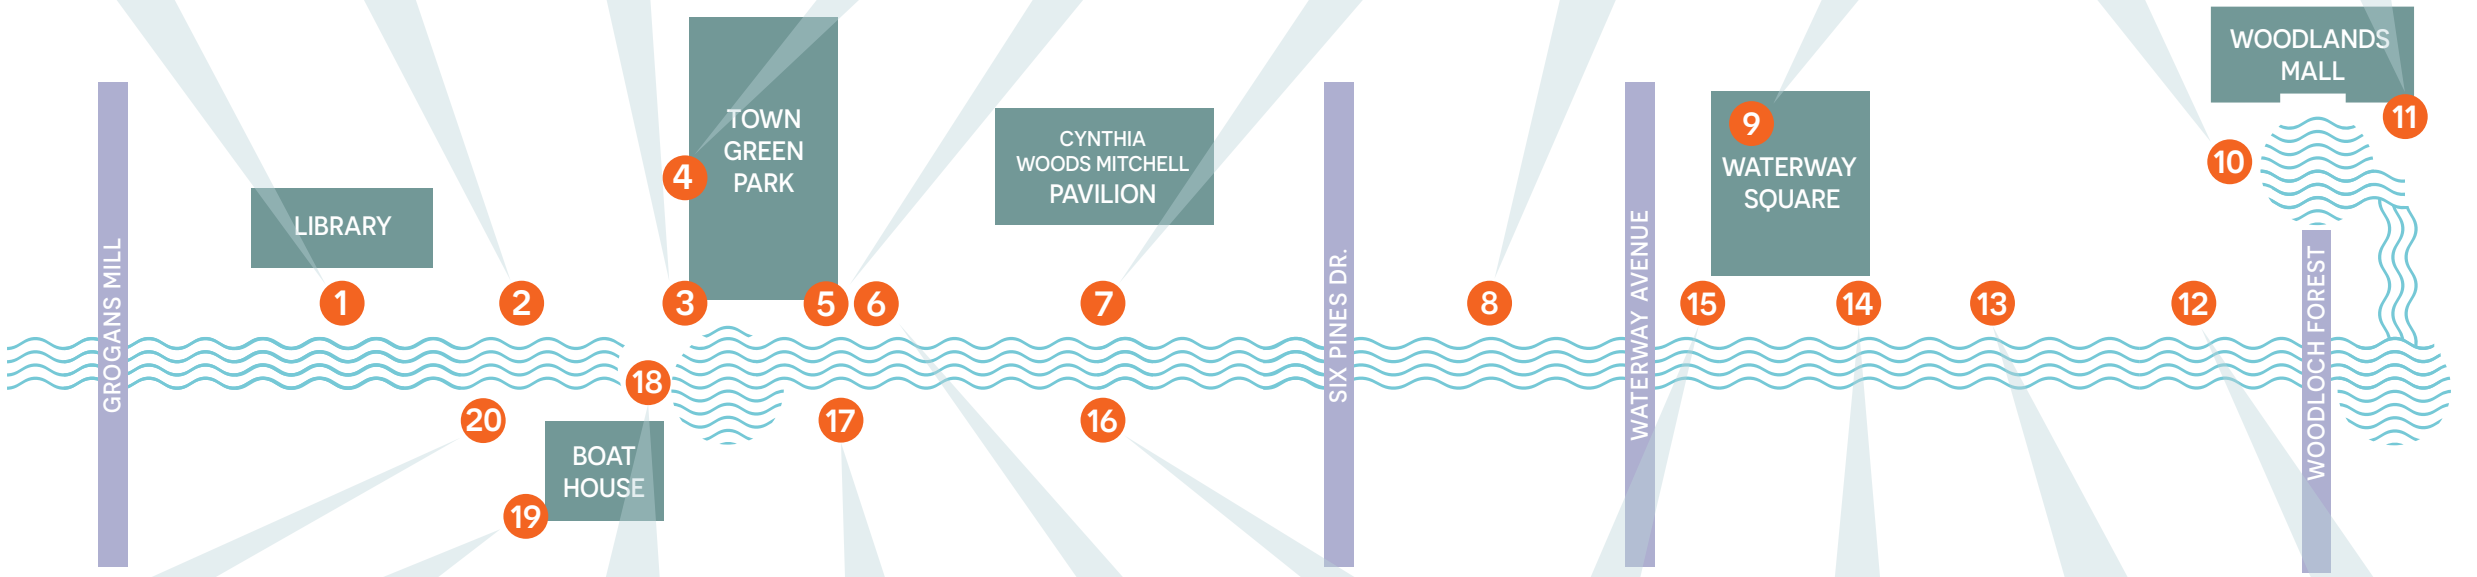 WOODLANDS
MALL
TOWN
GREEN
PARK
CYNTHIA
WOODS MITCHELL
PAVILION
9
11
10
4
WATERWAY
SQUARE
LIBRARY
GROGANS MILL
SIX PINES DR.
WATERWAY AVENUE
WOODLOCH FOREST
1
2
3
5
6
7
8
15
14
13
12
18
20
17
16
BOAT
HOUSE
19